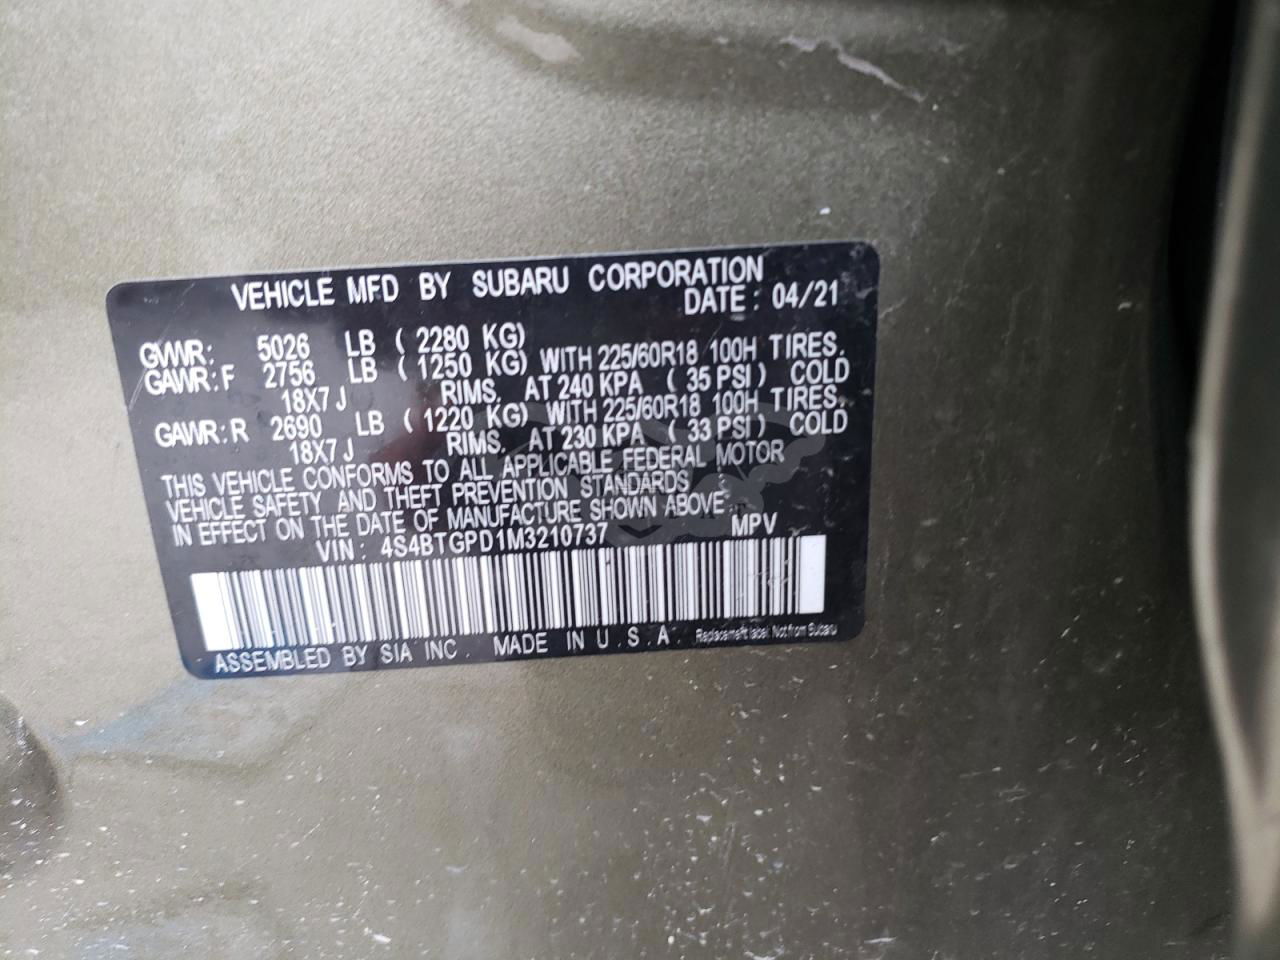 VEHICLE MFD BY SUBARU CORPORATION
DATE: 04/21
GVWR: 5026 LB ( 2280 KG)
GAWR: F 2756 LB ( 1250 KG) WITH 225/60R18 100H TIRES.
18X7J RIMS. AT 240 KPA ( 35 PSI) COLD
GAWR: R 2690 LB ( 1220 KG) WITH 225/60R18 100H TIRES.
18X7J RIMS. AT 230 KPA ( 33 PSI) COLD
THIS VEHICLE CONFORMS TO ALL APPLICABLE FEDERAL MOTOR
VEHICLE SAFETY AND THEFT PREVENTION STANDARDS
IN EFFECT ON THE DATE OF MANUFACTURE SHOWN ABOVE.
VIN: 4S4BTGPD1M3210737 MPV
ASSEMBLED BY SIA INC. MADE IN U.S.A. Replacement label. Not from Subaru